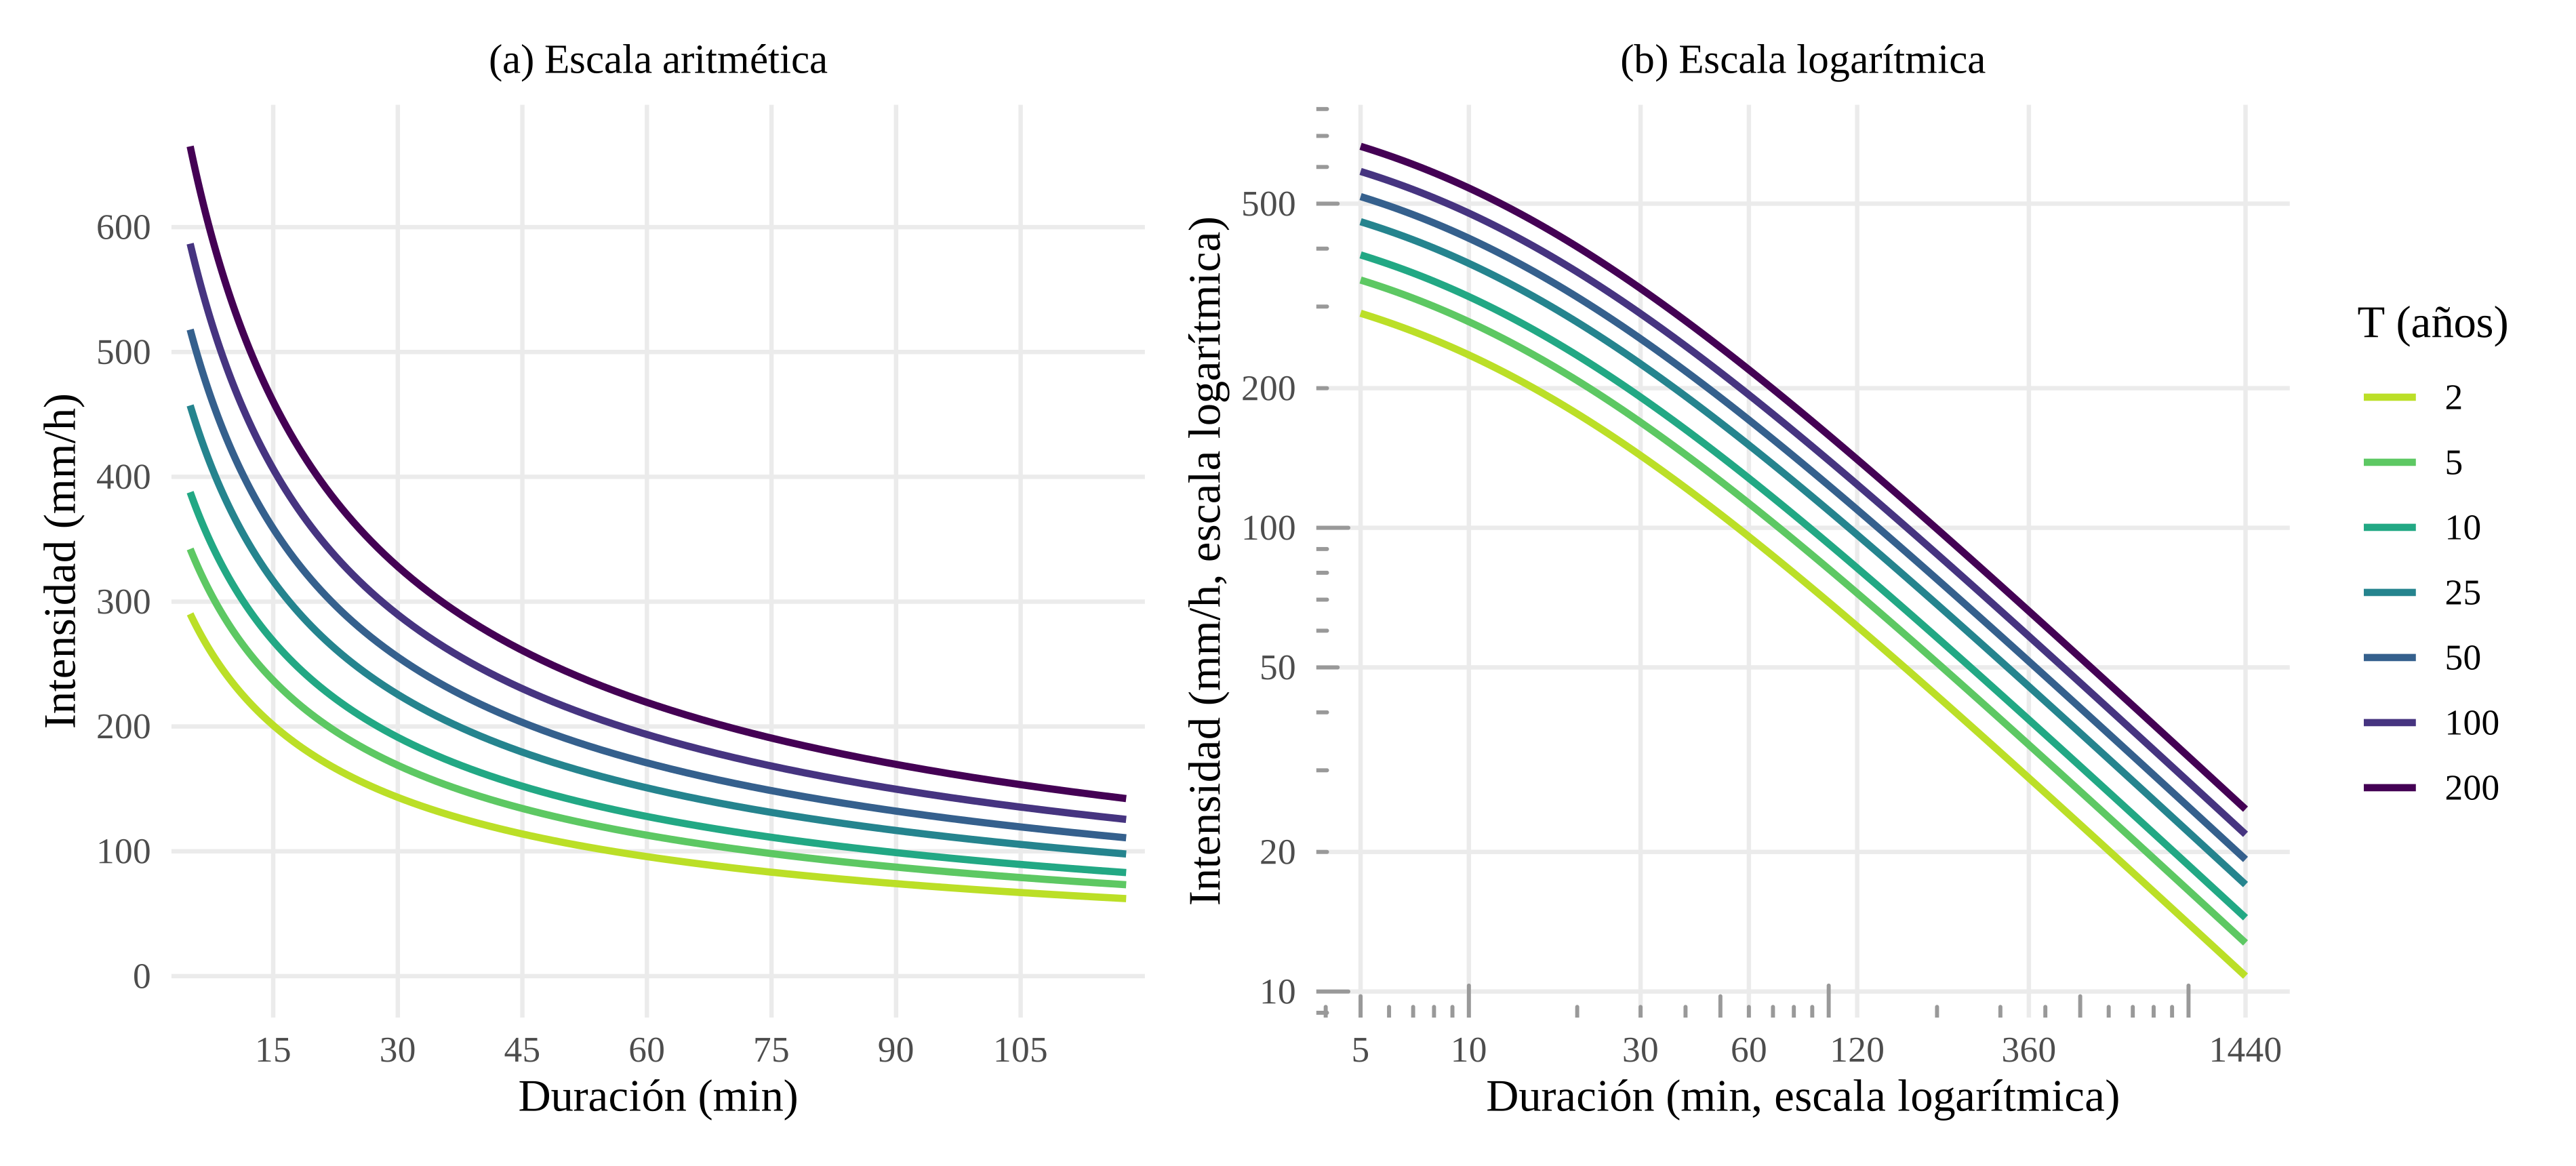 (a) Escala aritmética
Intensidad (mm/h)
600
500
400
300
200
100
0
15 30 45 60 75 90 105
Duración (min)
(b) Escala logarítmica
Intensidad (mm/h, escala logarítmica)
500
200
100
50
20
10
5 10 30 60 120 360 1440
Duración (min, escala logarítmica)
T (años)
2
5
10
25
50
100
200